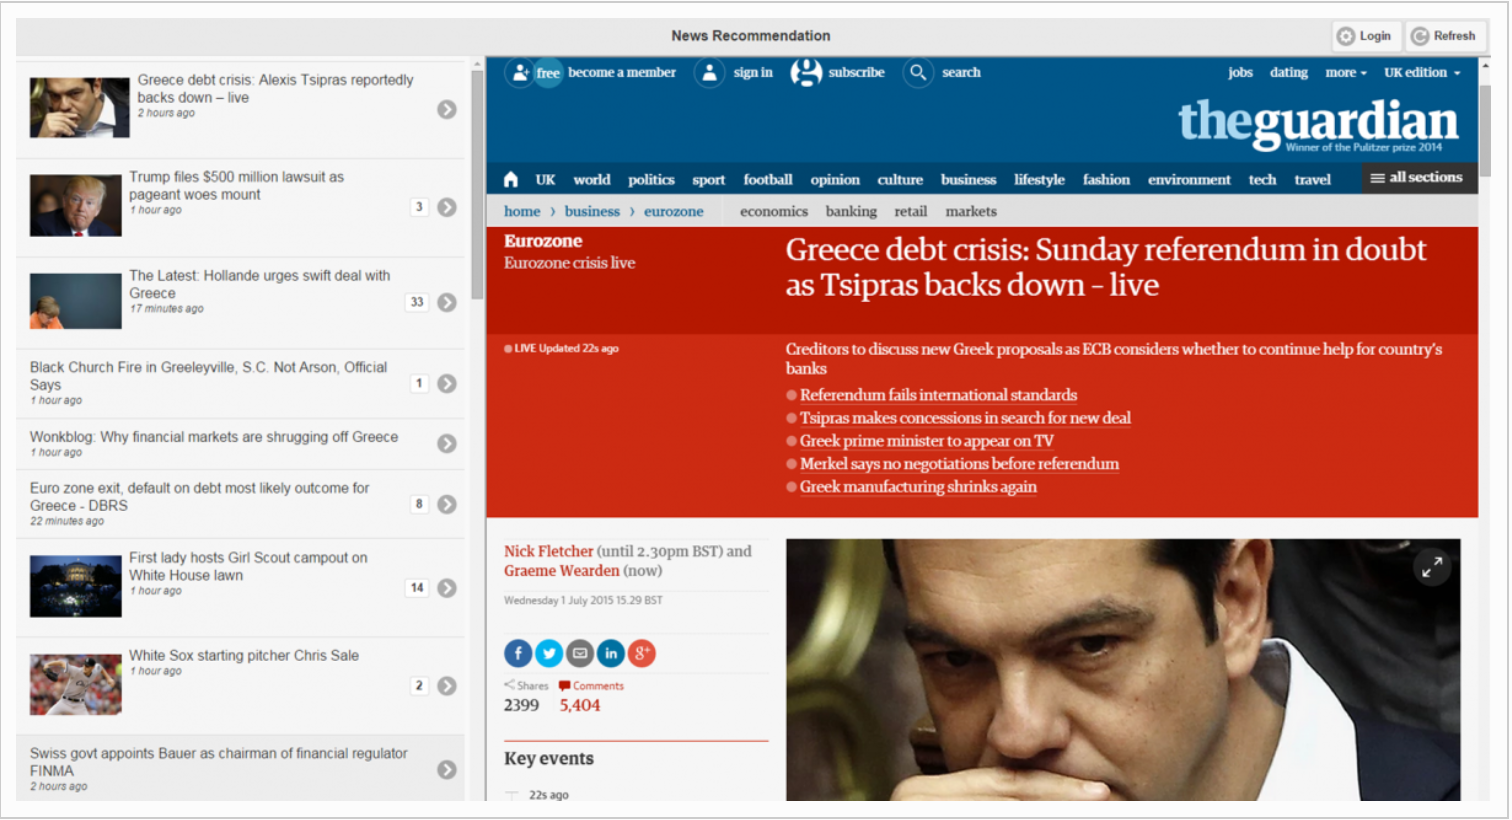 News Recommendation
Login
Refresh
Greece debt crisis: Alexis Tsipras reportedly
backs down – live
2 hours ago
Trump files $500 million lawsuit as
pageant woes mount
1 hour ago
3
The Latest: Hollande urges swift deal with
Greece
17 minutes ago
33
Black Church Fire in Greeleyville, S.C. Not Arson, Official
Says
1 hour ago
1
Wonkblog: Why financial markets are shrugging off Greece
1 hour ago
Euro zone exit, default on debt most likely outcome for
Greece - DBRS
22 minutes ago
8
First lady hosts Girl Scout campout on
White House lawn
1 hour ago
14
White Sox starting pitcher Chris Sale
1 hour ago
2
Swiss govt appoints Bauer as chairman of financial regulator
FINMA
2 hours ago
free become a member sign in subscribe search
jobs dating more UK edition
theguardian
Winner of the Pulitzer prize 2014
UK world politics sport football opinion culture business lifestyle fashion environment tech travel all sections
home › business › eurozone economics banking retail markets
Eurozone
Eurozone crisis live
Greece debt crisis: Sunday referendum in doubt
as Tsipras backs down – live
LIVE Updated 22s ago
Creditors to discuss new Greek proposals as ECB considers whether to continue help for country's
banks
Referendum fails international standards
Tsipras makes concessions in search for new deal
Greek prime minister to appear on TV
Merkel says no negotiations before referendum
Greek manufacturing shrinks again
Nick Fletcher (until 2.30pm BST) and
Graeme Wearden (now)
Wednesday 1 July 2015 15.29 BST
f in g+
Shares Comments
2399 5,404
Key events
22s ago